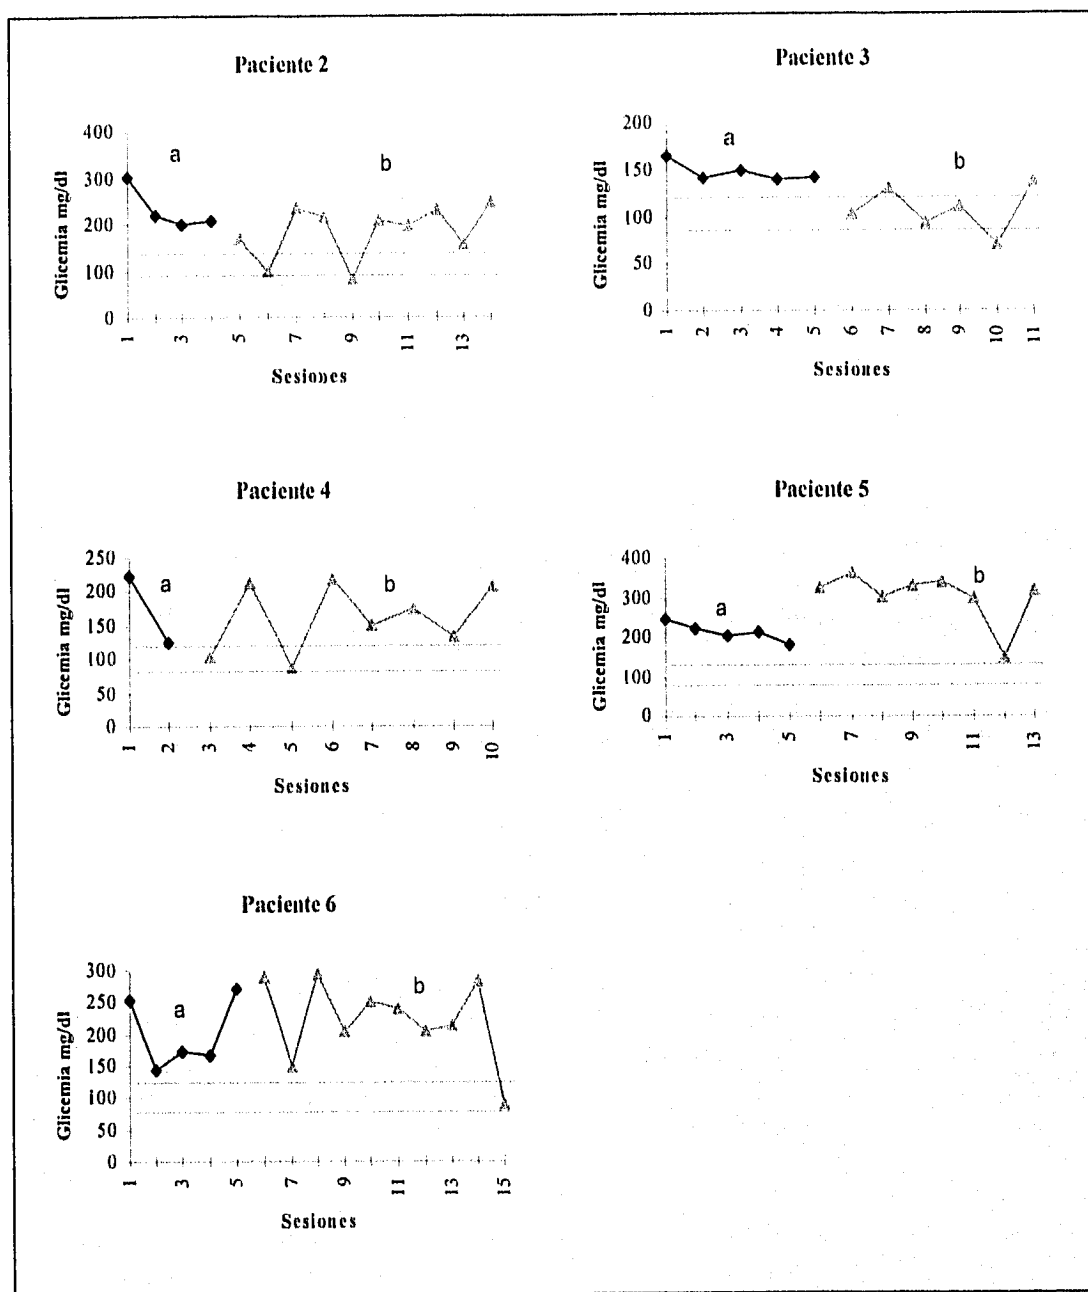 Paciente 2
400
300
200
100
0
Glicemia mg/dl
a
b
1
3
5
7
9
11
13
Sesiones
Paciente 3
200
150
100
50
0
Glicemia mg/dl
a
b
1
2
3
4
5
6
7
8
9
10
11
Sesiones
Paciente 4
250
200
150
100
50
0
Glicemia mg/dl
a
b
1
2
3
4
5
6
7
8
9
10
Sesiones
Paciente 5
400
300
200
100
0
Glicemia mg/dl
a
b
1
3
5
7
9
11
13
Sesiones
Paciente 6
300
250
200
150
100
50
0
Glicemia mg/dl
a
b
1
3
5
7
9
11
13
15
Sesiones